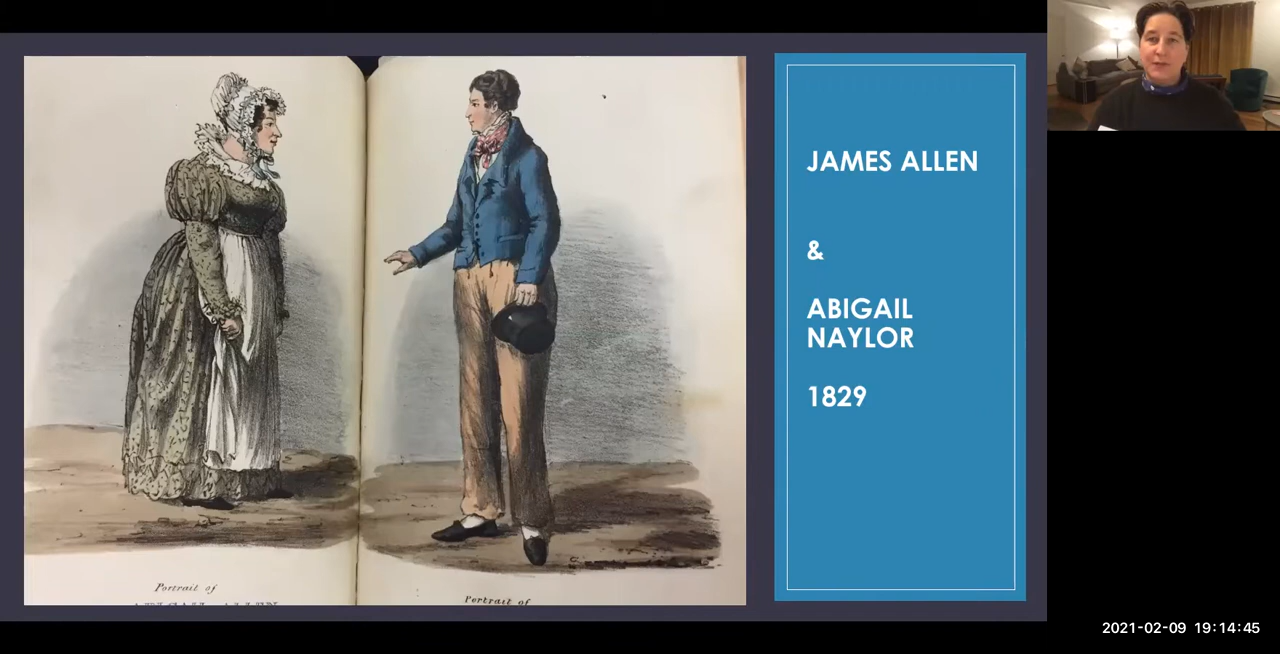 JAMES ALLEN
&
ABIGAIL
NAYLOR
1829
Portrait of
Portrait of
2021-02-09 19:14:45